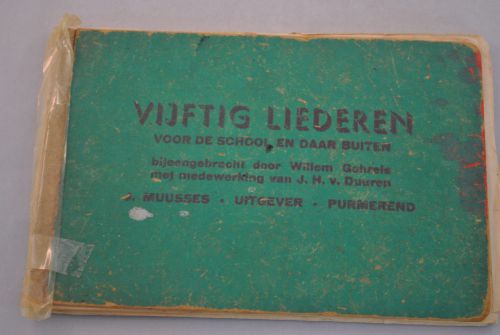 VIJFTIG LIEDEREN
VOOR DE SCHOOL EN DAAR BUITEN
bijeengebracht door Willem Gehrels
met medewerking van J. H. v. Duuren
J. MUUSSES - UITGEVER - PURMEREND